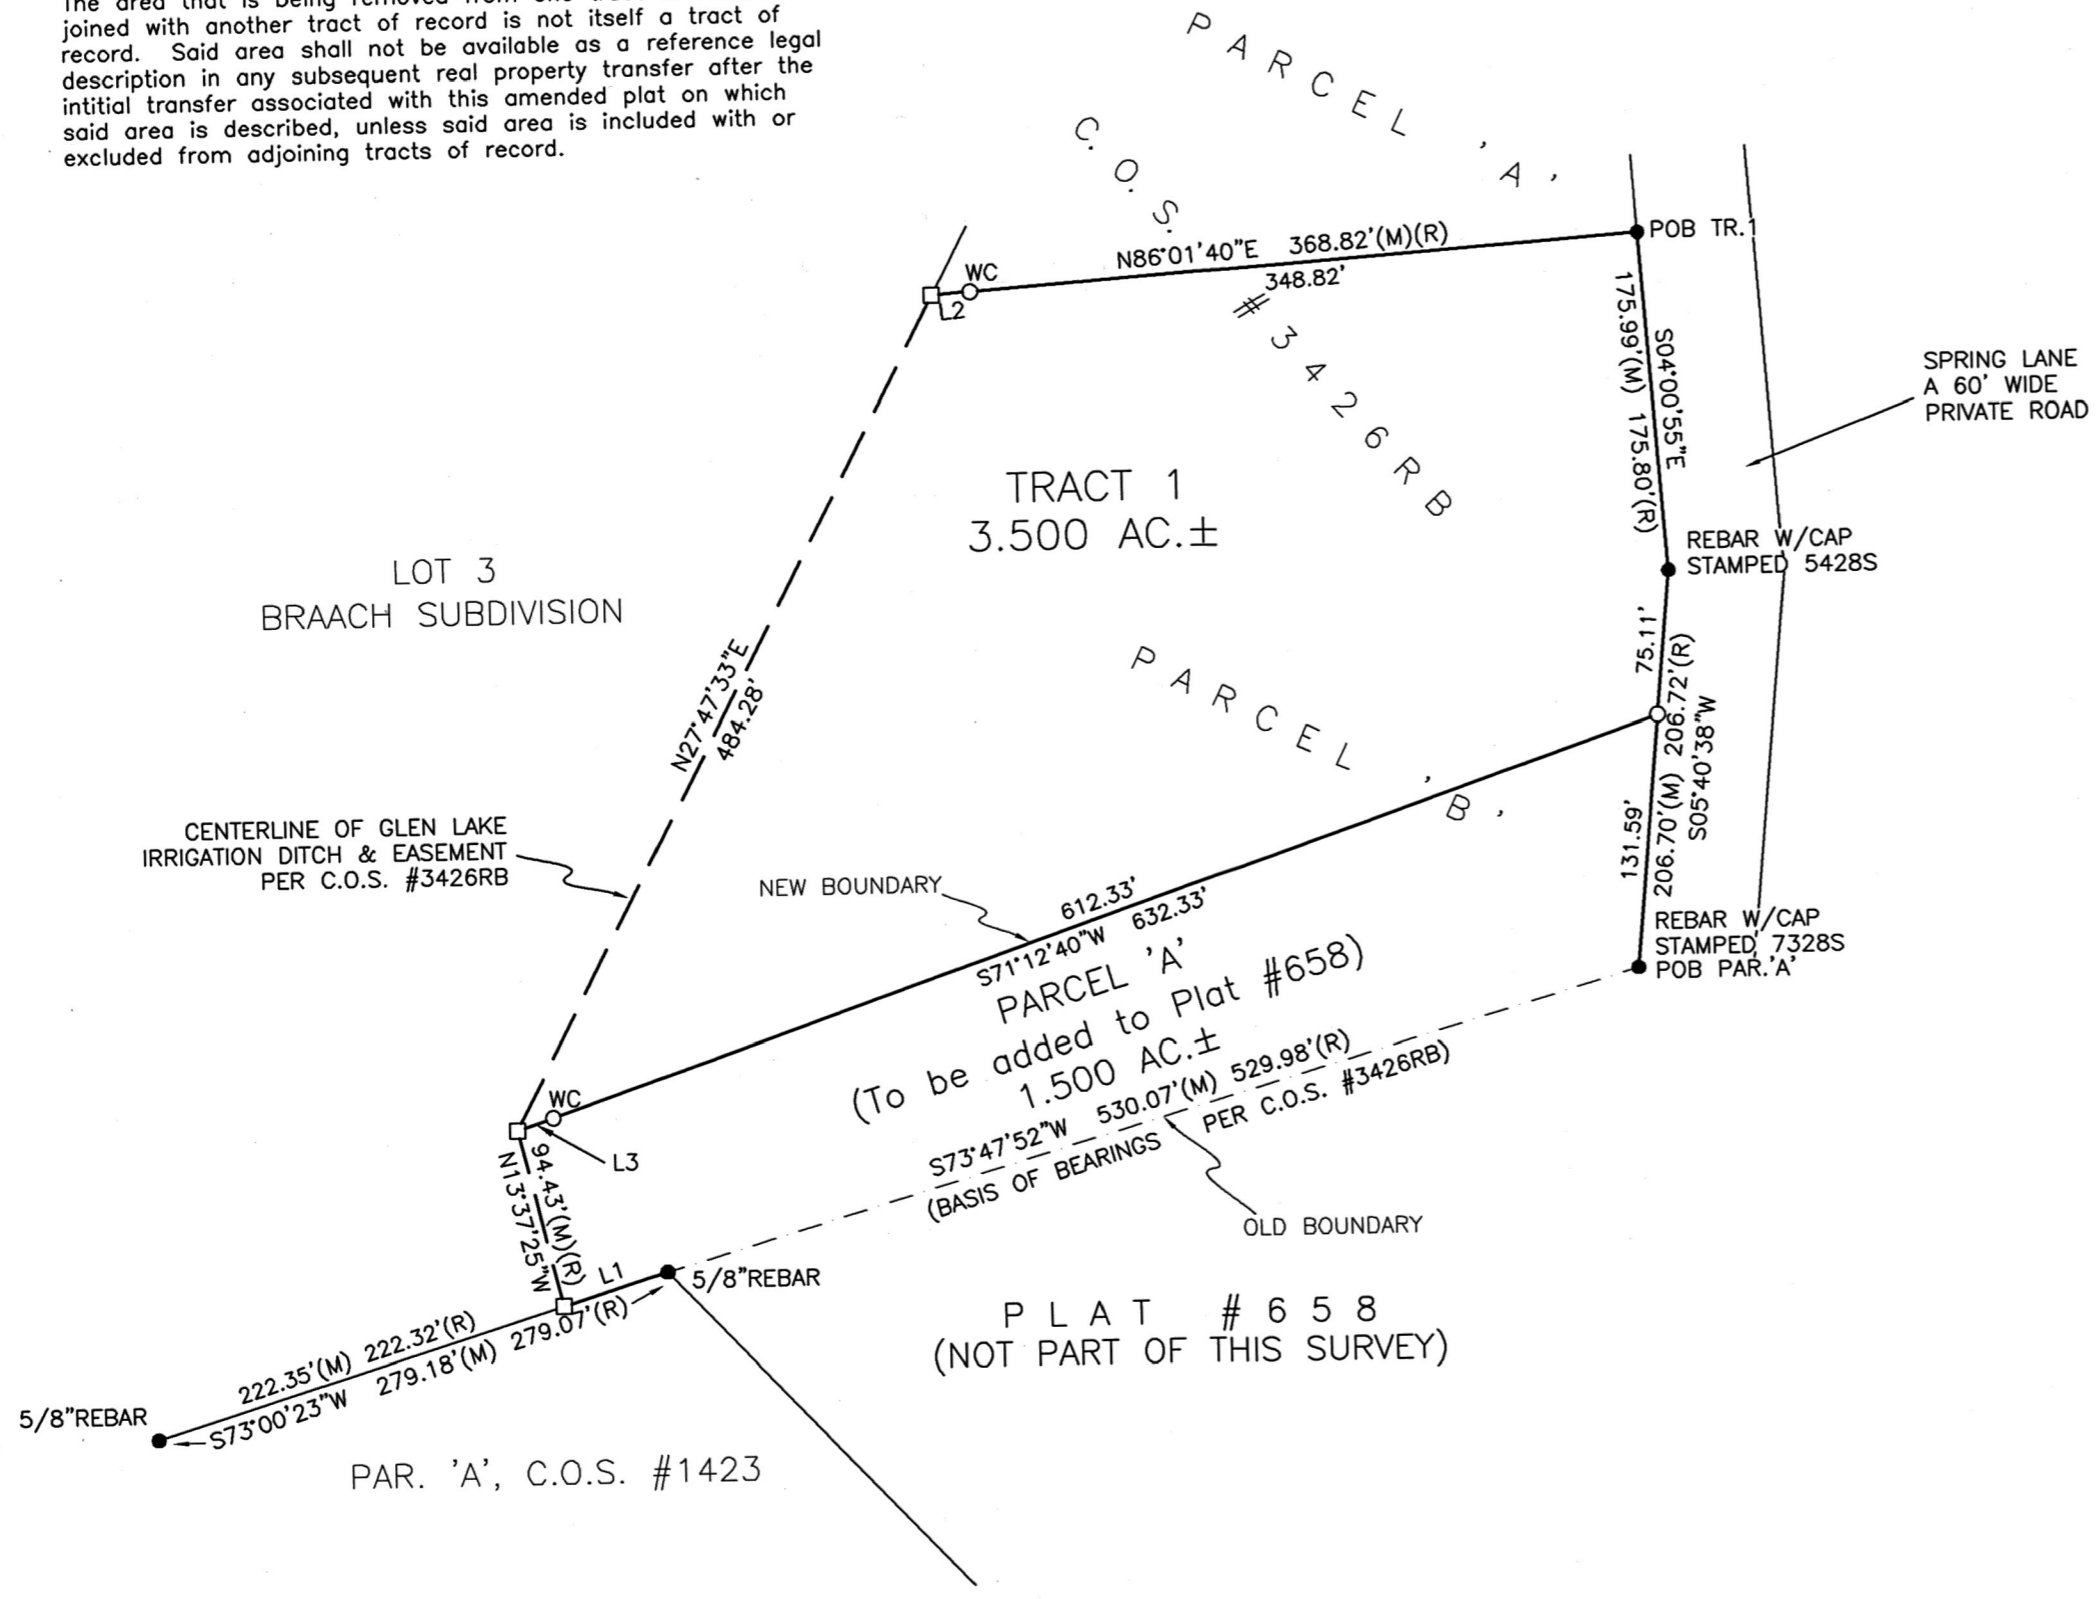 The area that is being removed from one
joined with another tract of record is not itself a tract of
record. Said area shall not be available as a reference legal
description in any subsequent real property transfer after the
intitial transfer associated with this amended plat on which
said area is described, unless said area is included with or
excluded from adjoining tracts of record.
PARCEL 'A'
C.O.S. #3426RB
N86°01'40"E 368.82'(M)(R)
348.82'
POB TR.1
WC
L2
175.99'(M) 175.80'(R)
S04°00'55"E
SPRING LANE
A 60' WIDE
PRIVATE ROAD
TRACT 1
3.500 AC.±
REBAR W/CAP
STAMPED 5428S
LOT 3
BRAACH SUBDIVISION
75.11'
N27°47'33"E
484.28'
PARCEL 'B'
206.70'(M) 206.72'(R)
S05°40'38"W
131.59'
CENTERLINE OF GLEN LAKE
IRRIGATION DITCH & EASEMENT
PER C.O.S. #3426RB
NEW BOUNDARY
612.33'
S71°12'40"W 632.33'
REBAR W/CAP
STAMPED 7328S
POB PAR.'A'
PARCEL 'A'
(To be added to Plat #658)
1.500 AC.±
S73°47'52"W 530.07'(M) 529.98'(R)
(BASIS OF BEARINGS PER C.O.S. #3426RB)
OLD BOUNDARY
WC
L3
94.43'(M)(R)
N13°37'25"W
L1
5/8"REBAR
PLAT #658
(NOT PART OF THIS SURVEY)
222.35'(M) 222.32'(R)
S73°00'23"W 279.18'(M) 279.07'(R)
5/8"REBAR
PAR. 'A', C.O.S. #1423